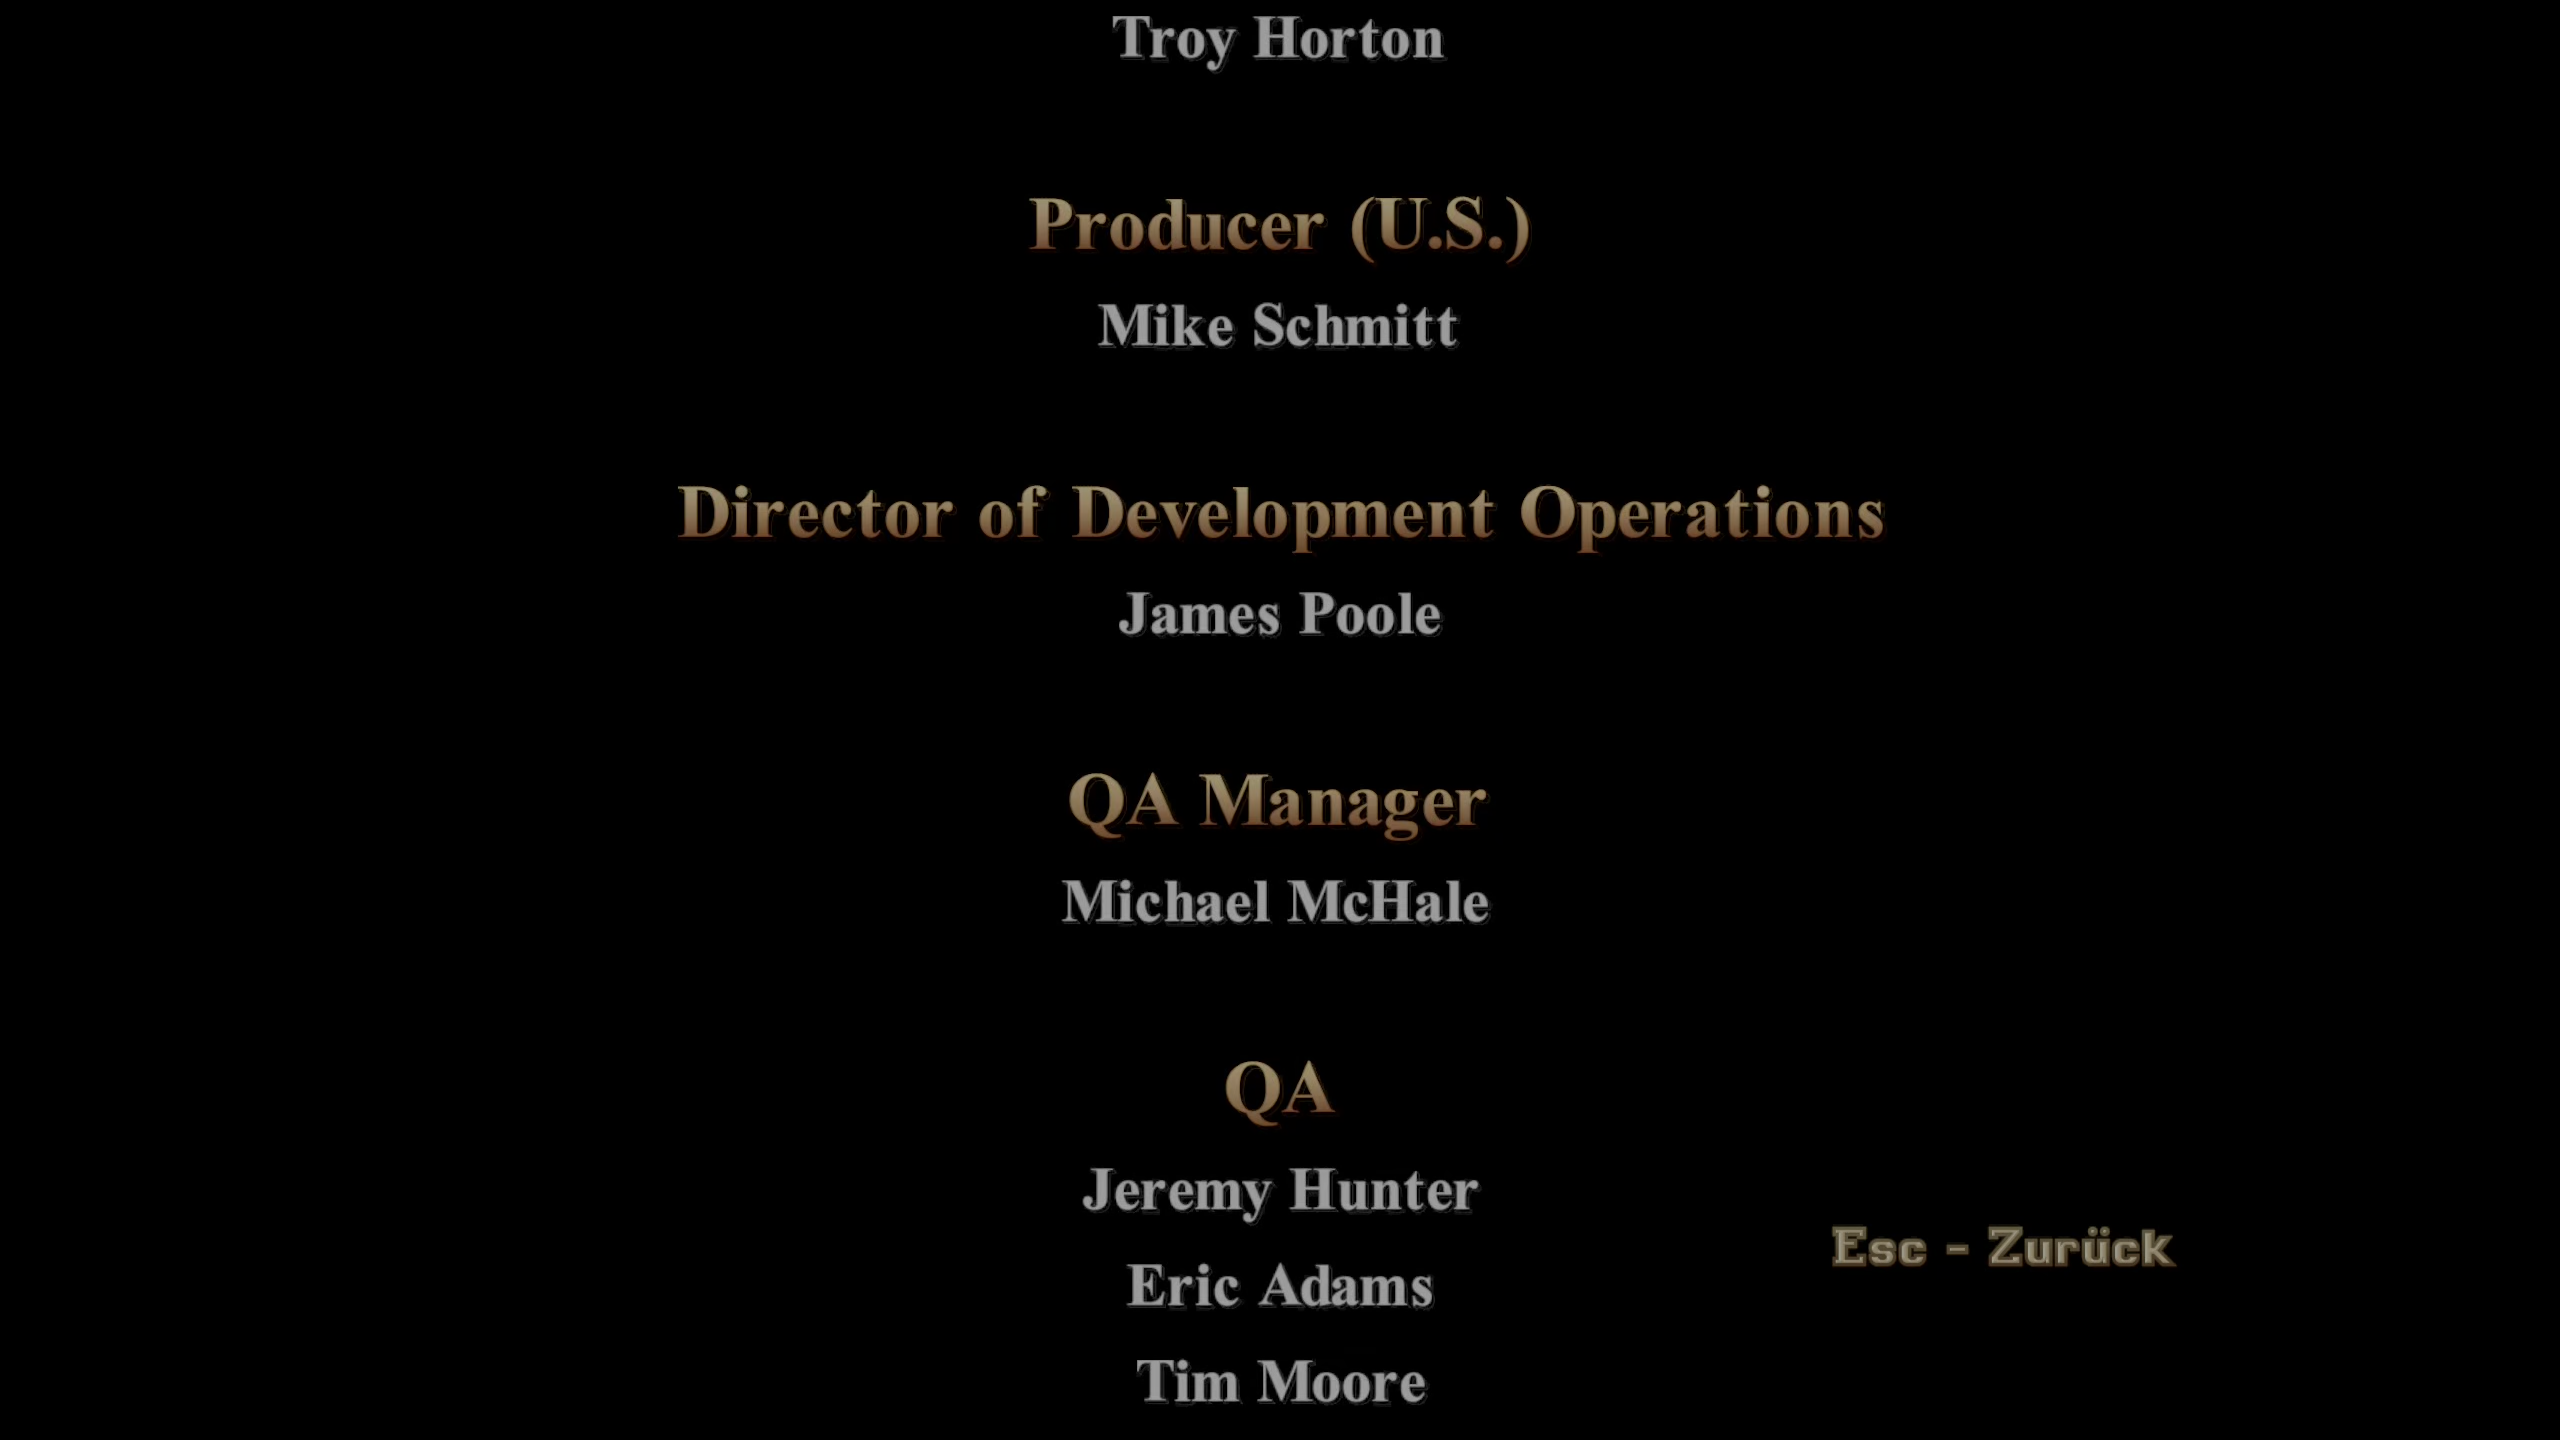 Troy Horton
Producer (U.S.)
Mike Schmitt
Director of Development Operations
James Poole
QA Manager
Michael McHale
QA
Jeremy Hunter
Esc - Zurück
Eric Adams
Tim Moore